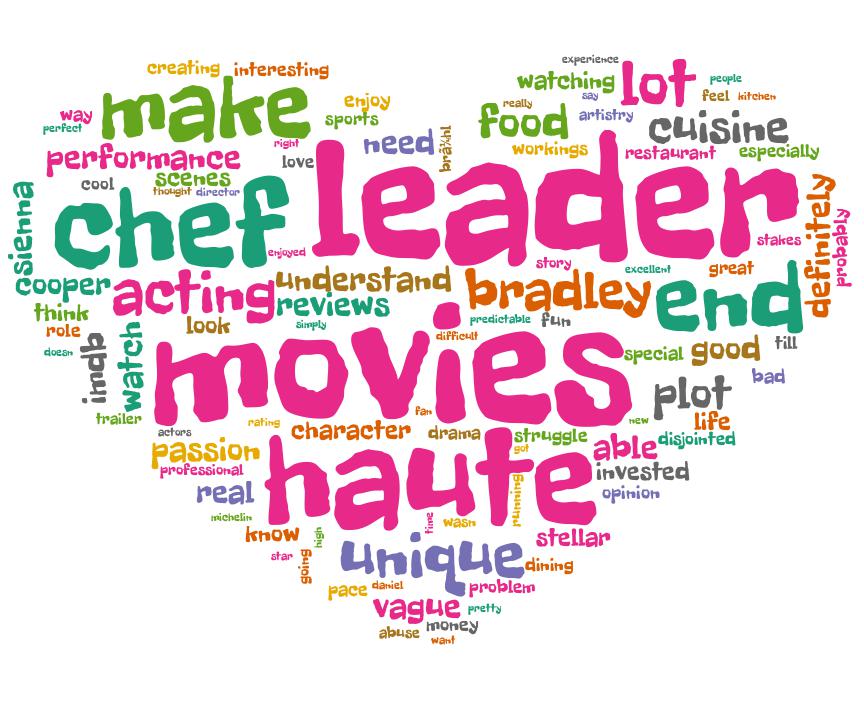 experience
creating interesting
watching lot people
make enjoy say feel kitchen
way perfect sports really food artistry cuisine
right need brã¼hl workings restaurant especially
performance love
cool scenes
thought director
sienna chef leader definitely probably
enjoyed stakes
story excellent great
cooper acting understand bradley end
think reviews
role look simply predictable fun
difficult till
doesn imdb watch movies special good
bad
plot
trailer fan new life
actors rating character drama struggle disjointed
passion got able
professional haute invested
real running opinion
michelin time wasn
know high stellar
star going unique dining
pace daniel problem
vague pretty
abuse money
want